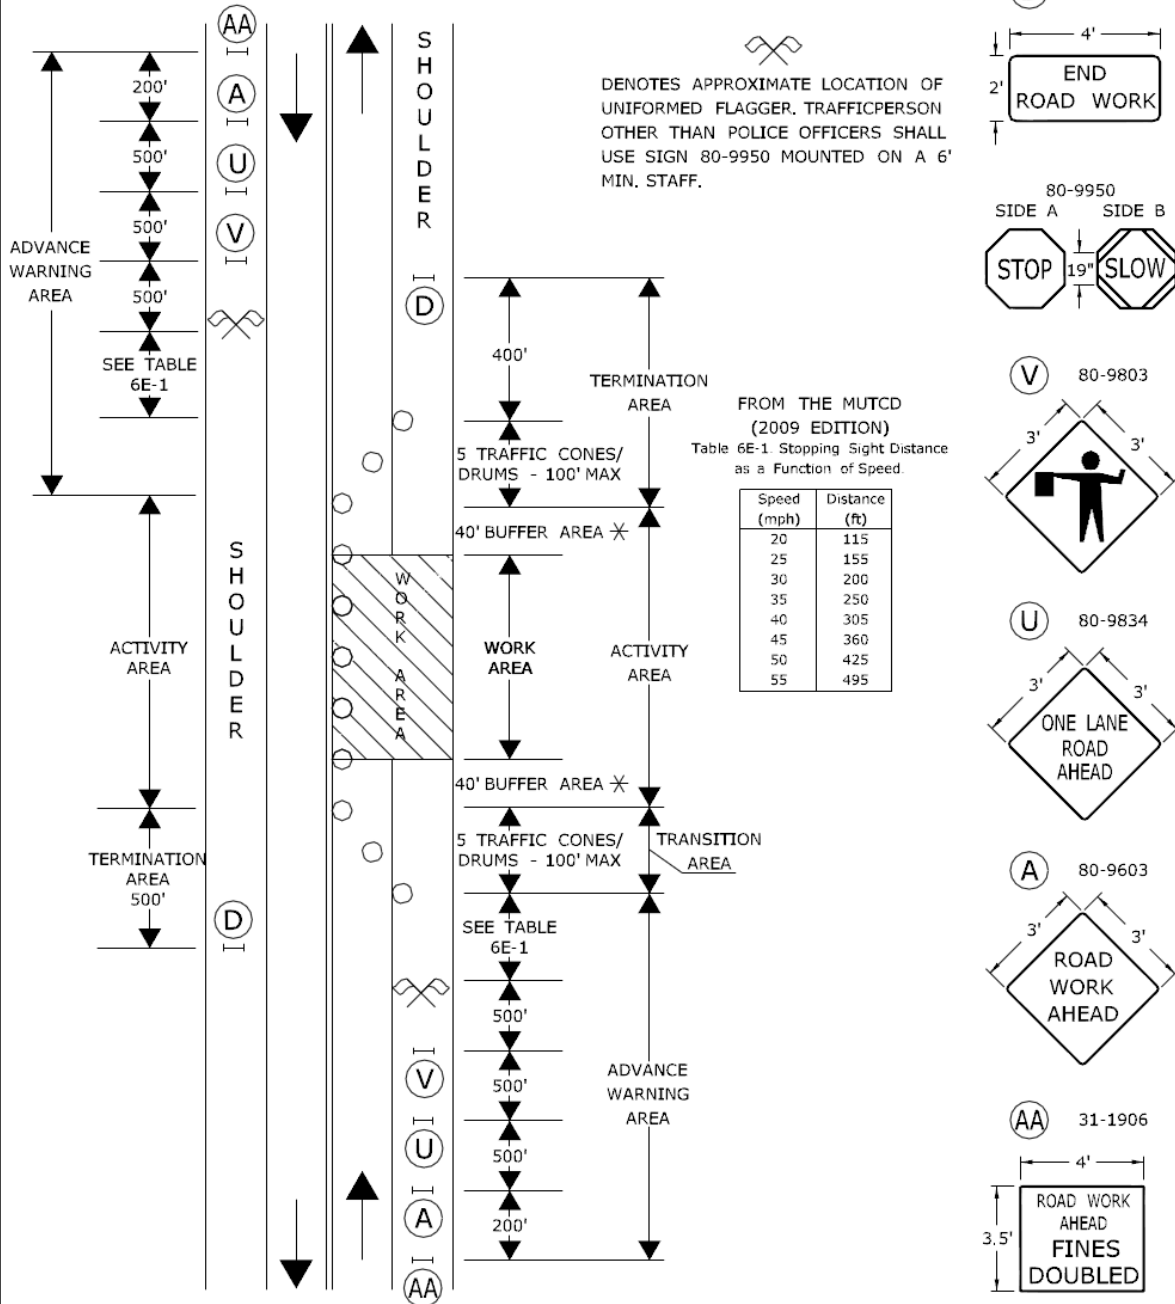 AA
200'
A
500'
U
500'
V
500'
ADVANCE
WARNING
AREA
SEE TABLE
6E-1
ACTIVITY
AREA
TERMINATION
AREA
500'
D
SHOULDER
SHOULDER
D
400'
TERMINATION
AREA
5 TRAFFIC CONES/
DRUMS - 100' MAX
40' BUFFER AREA *
WORK AREA
WORK
AREA
ACTIVITY
AREA
40' BUFFER AREA *
5 TRAFFIC CONES/
DRUMS - 100' MAX
TRANSITION
AREA
SEE TABLE
6E-1
500'
V
500'
U
500'
A
200'
AA
ADVANCE
WARNING
AREA
DENOTES APPROXIMATE LOCATION OF
UNIFORMED FLAGGER. TRAFFICPERSON
OTHER THAN POLICE OFFICERS SHALL
USE SIGN 80-9950 MOUNTED ON A 6'
MIN. STAFF.
FROM THE MUTCD
(2009 EDITION)
Table 6E-1. Stopping Sight Distance
as a Function of Speed.
Speed Distance
(mph) (ft)
20 115
25 155
30 200
35 250
40 305
45 360
50 425
55 495
4'
2'
END
ROAD WORK
80-9950
SIDE A SIDE B
STOP 19" SLOW
V 80-9803
3' 3'
U 80-9834
3' 3'
ONE LANE
ROAD
AHEAD
A 80-9603
3' 3'
ROAD
WORK
AHEAD
AA 31-1906
4'
3.5'
ROAD WORK
AHEAD
FINES
DOUBLED